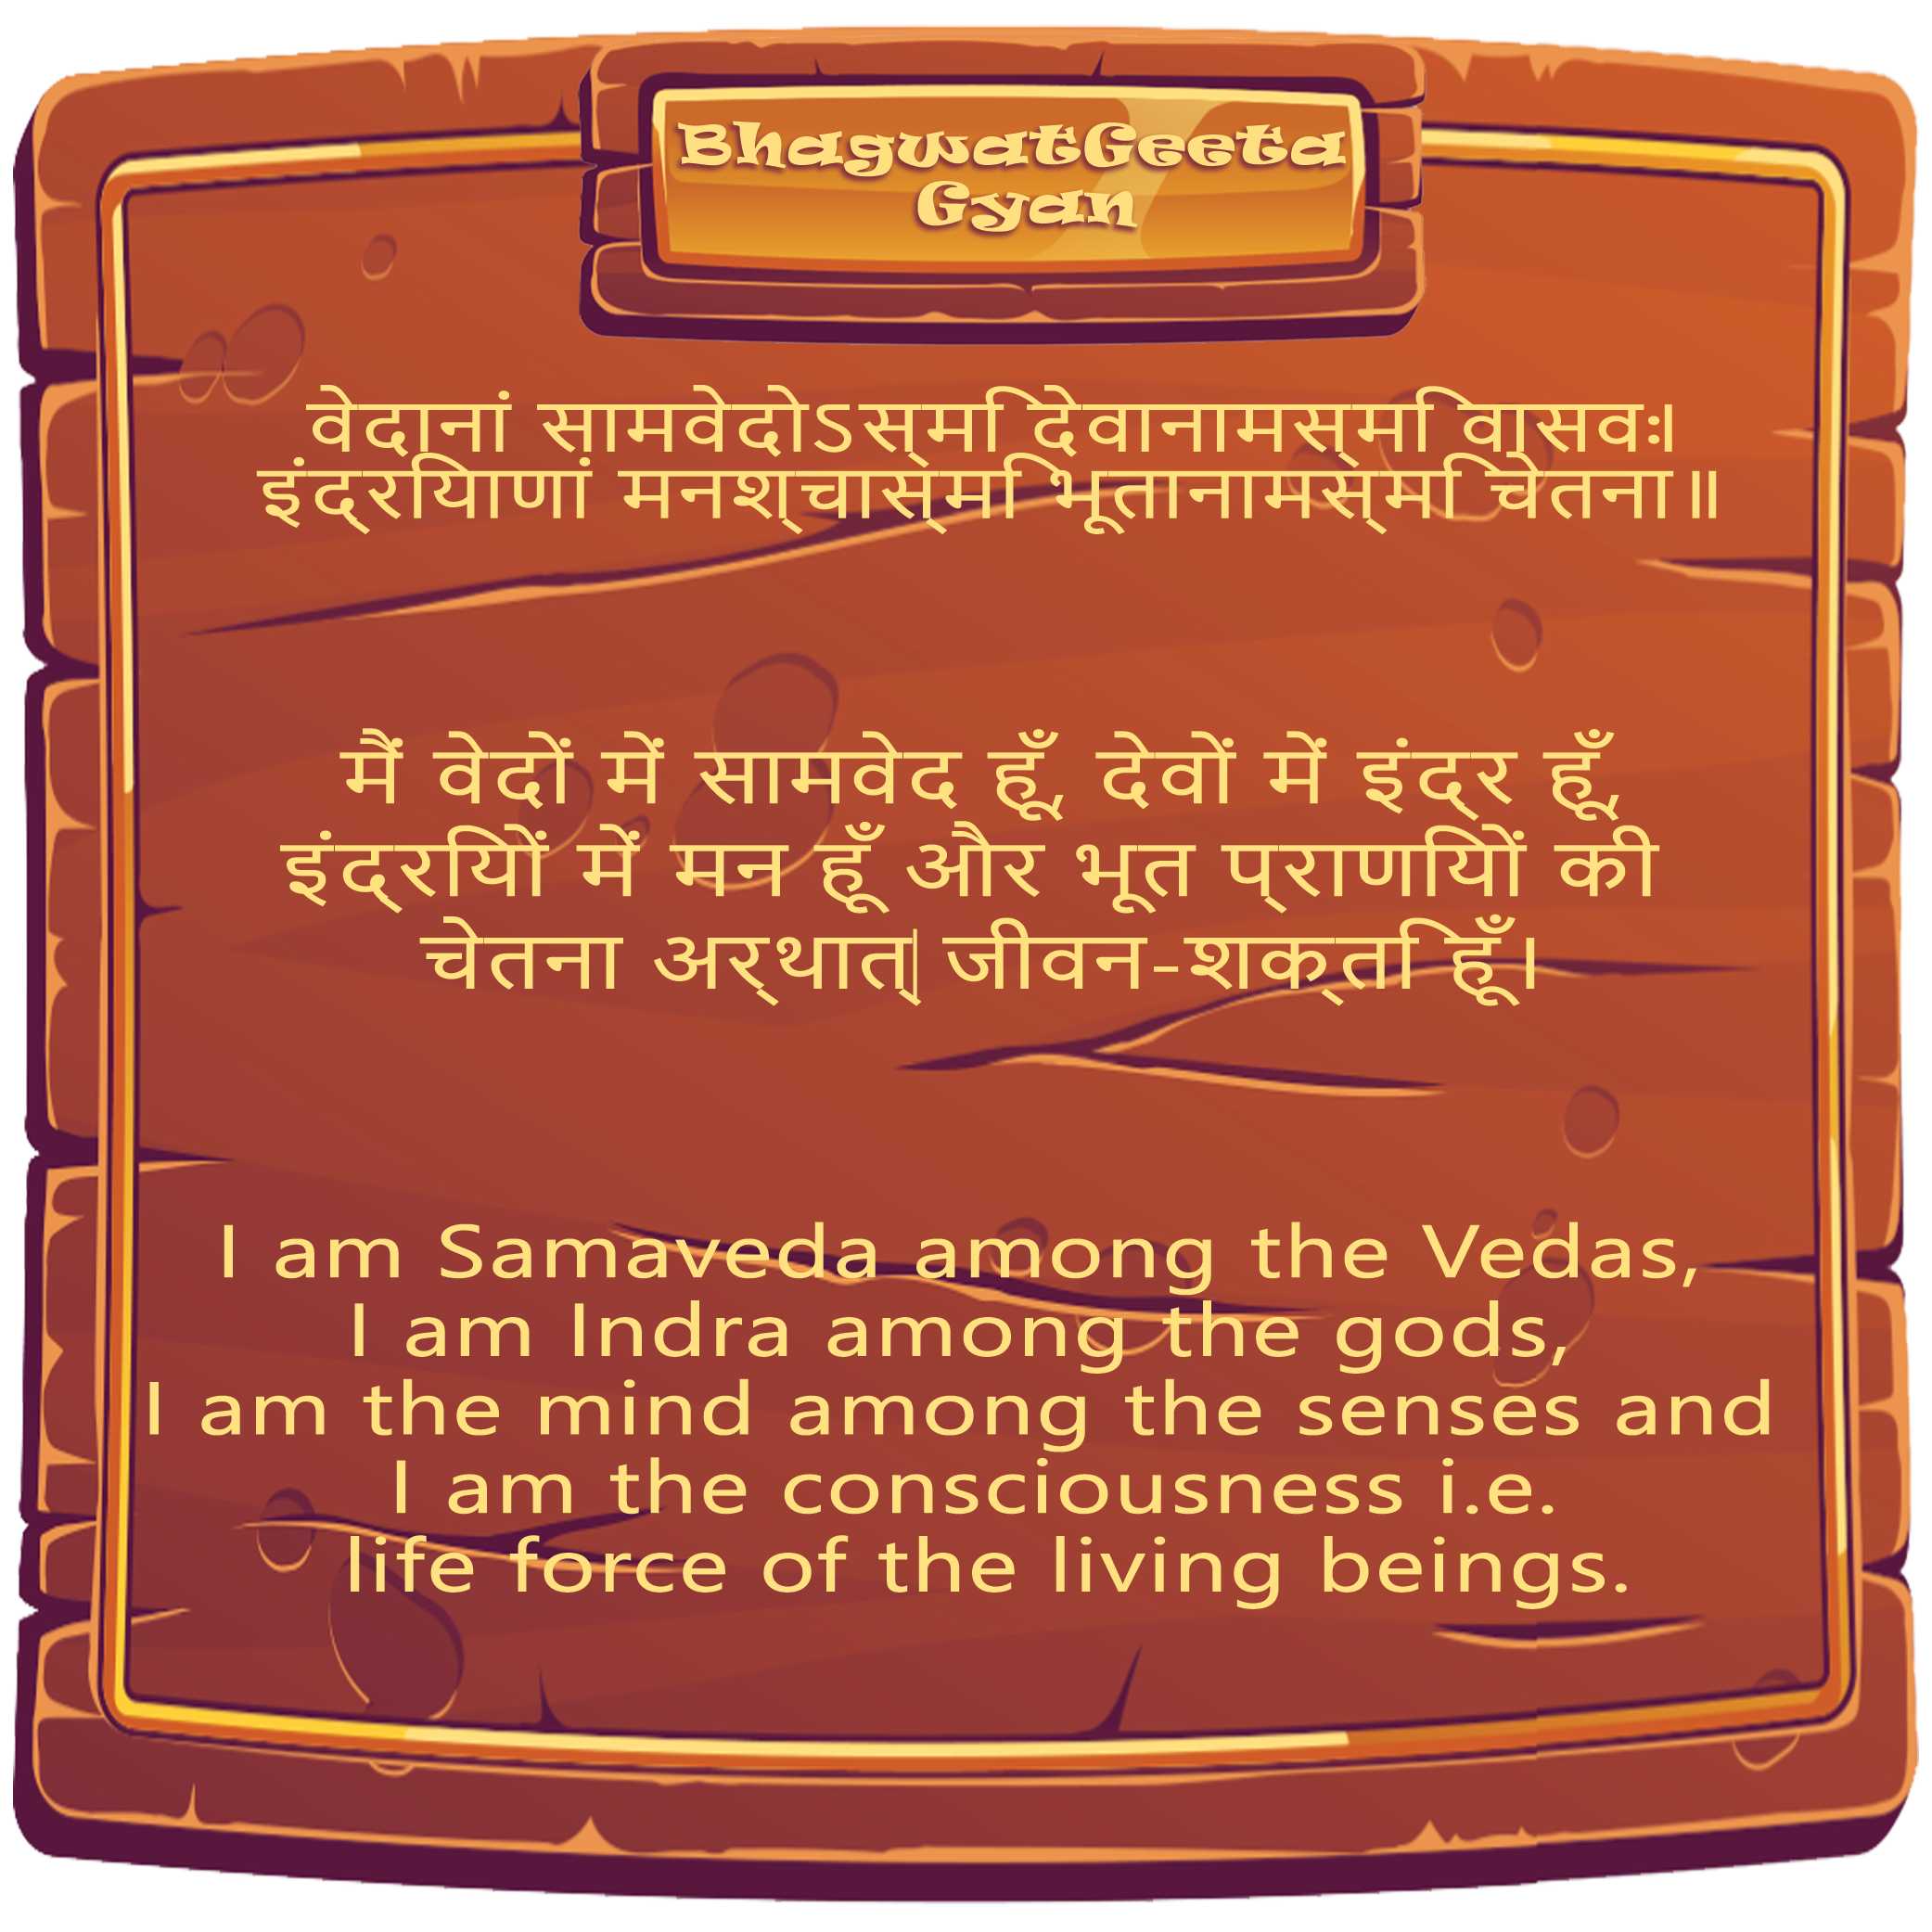 BhagwatGeeta
Gyan
वेदानां सामवेदोऽस्मि देवानामस्मि वासवः।
इंद्रियाणां मनश्चास्मि भूतानामस्मि चेतना॥
मैं वेदों में सामवेद हूँ, देवों में इंद्र हूँ,
इंद्रियों में मन हूँ और भूत प्राणियों की
चेतना अर्थात्‌ जीवन-शक्ति हूँ।
I am Samaveda among the Vedas,
I am Indra among the gods,
I am the mind among the senses and
I am the consciousness i.e.
life force of the living beings.